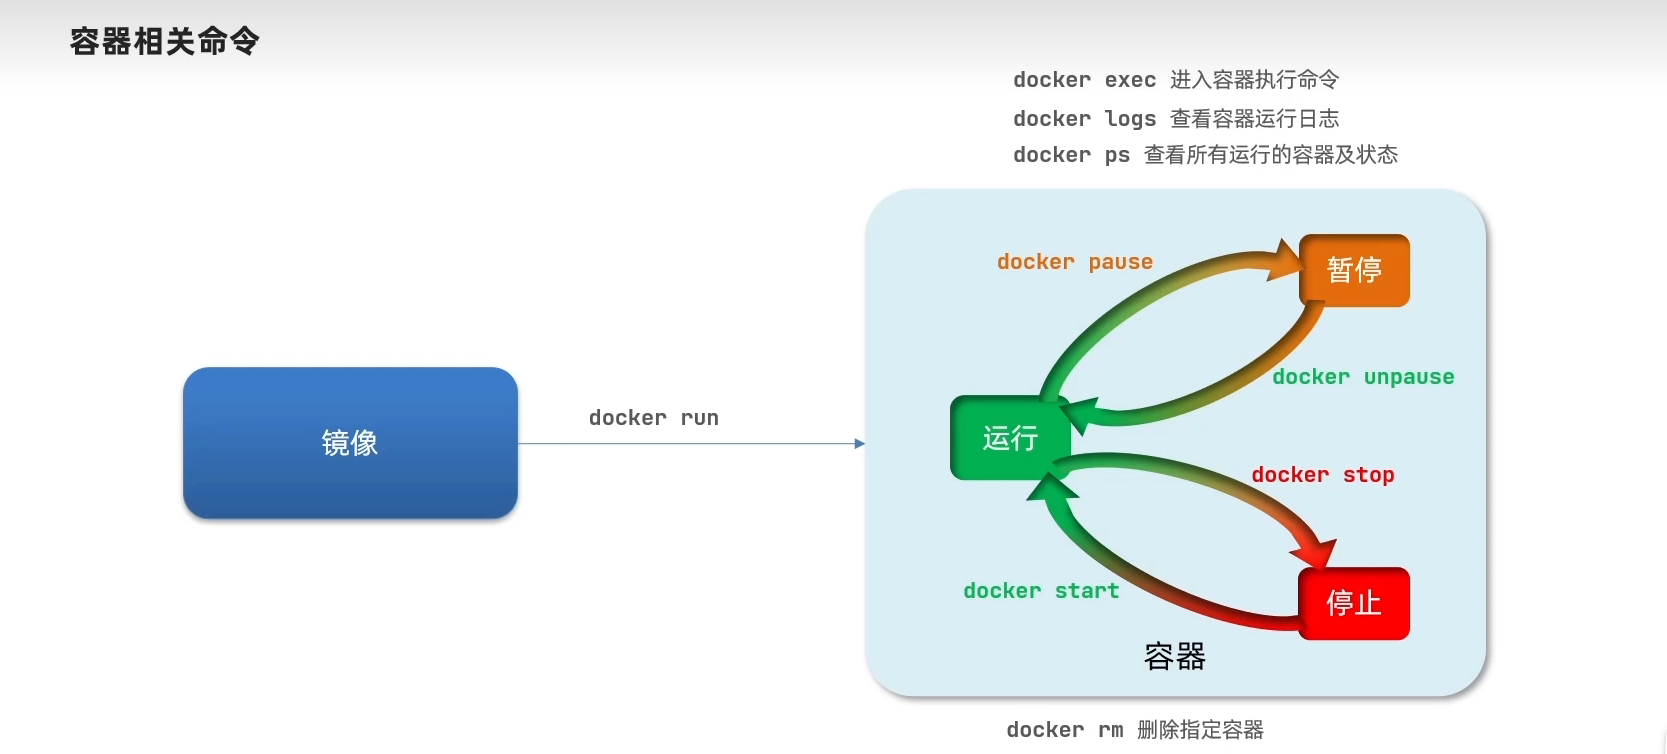 容器相关命令
docker exec 进入容器执行命令
docker logs 查看容器运行日志
docker ps 查看所有运行的容器及状态
docker pause
暂停
docker unpause
镜像
docker run
运行
docker stop
docker start
停止
容器
docker rm 删除指定容器